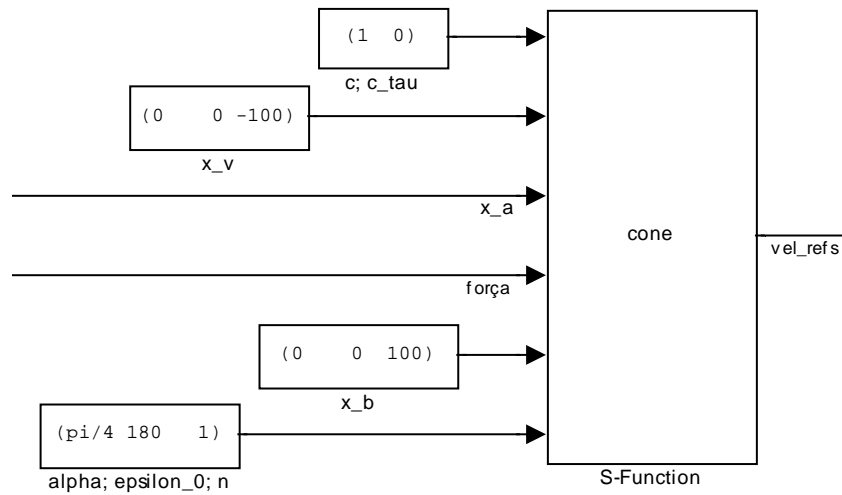 (1 0)
c; c_tau
(0 0 -100)
x_v
x_a
cone
vel_refs
força
(0 0 100)
x_b
(pi/4 180 1)
alpha; epsilon_0; n
S-Function